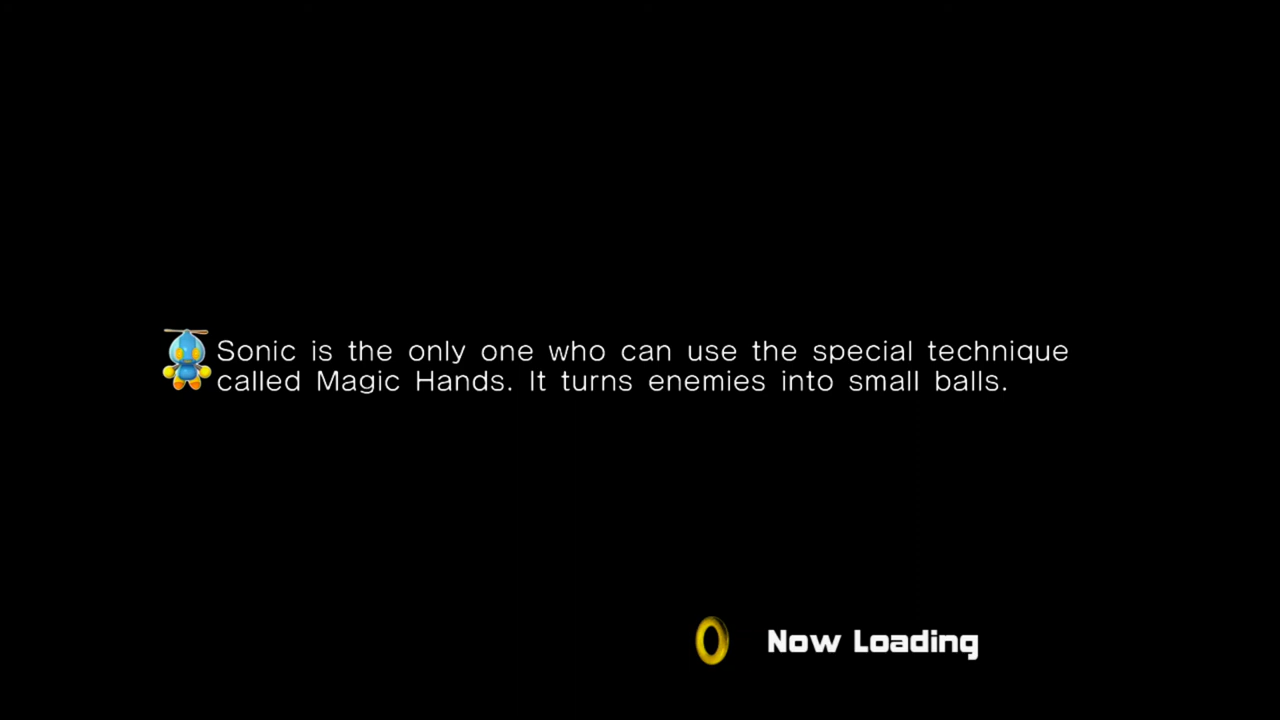 Sonic is the only one who can use the special technique
called Magic Hands. It turns enemies into small balls.
Now Loading